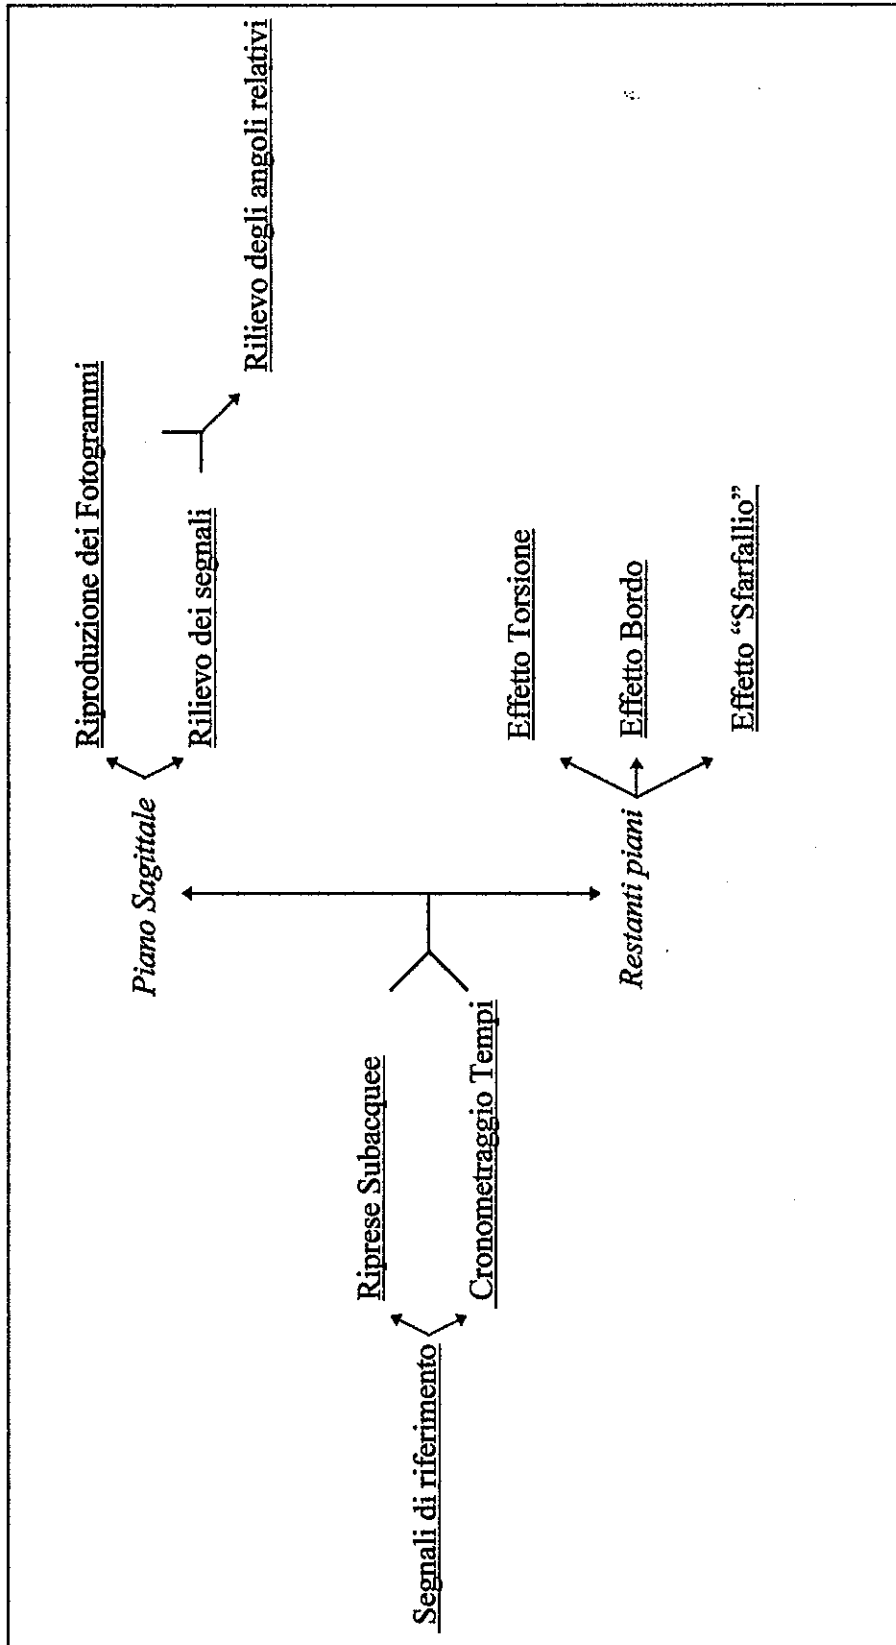 Segnali di riferimento
Riprese Subacquee
Cronometraggio Tempi
Piano Sagittale
Riproduzione dei Fotogrammi
Rilievo dei segnali
Rilievo degli angoli relativi
Restanti piani
Effetto Torsione
Effetto Bordo
Effetto “Sfarfallio”